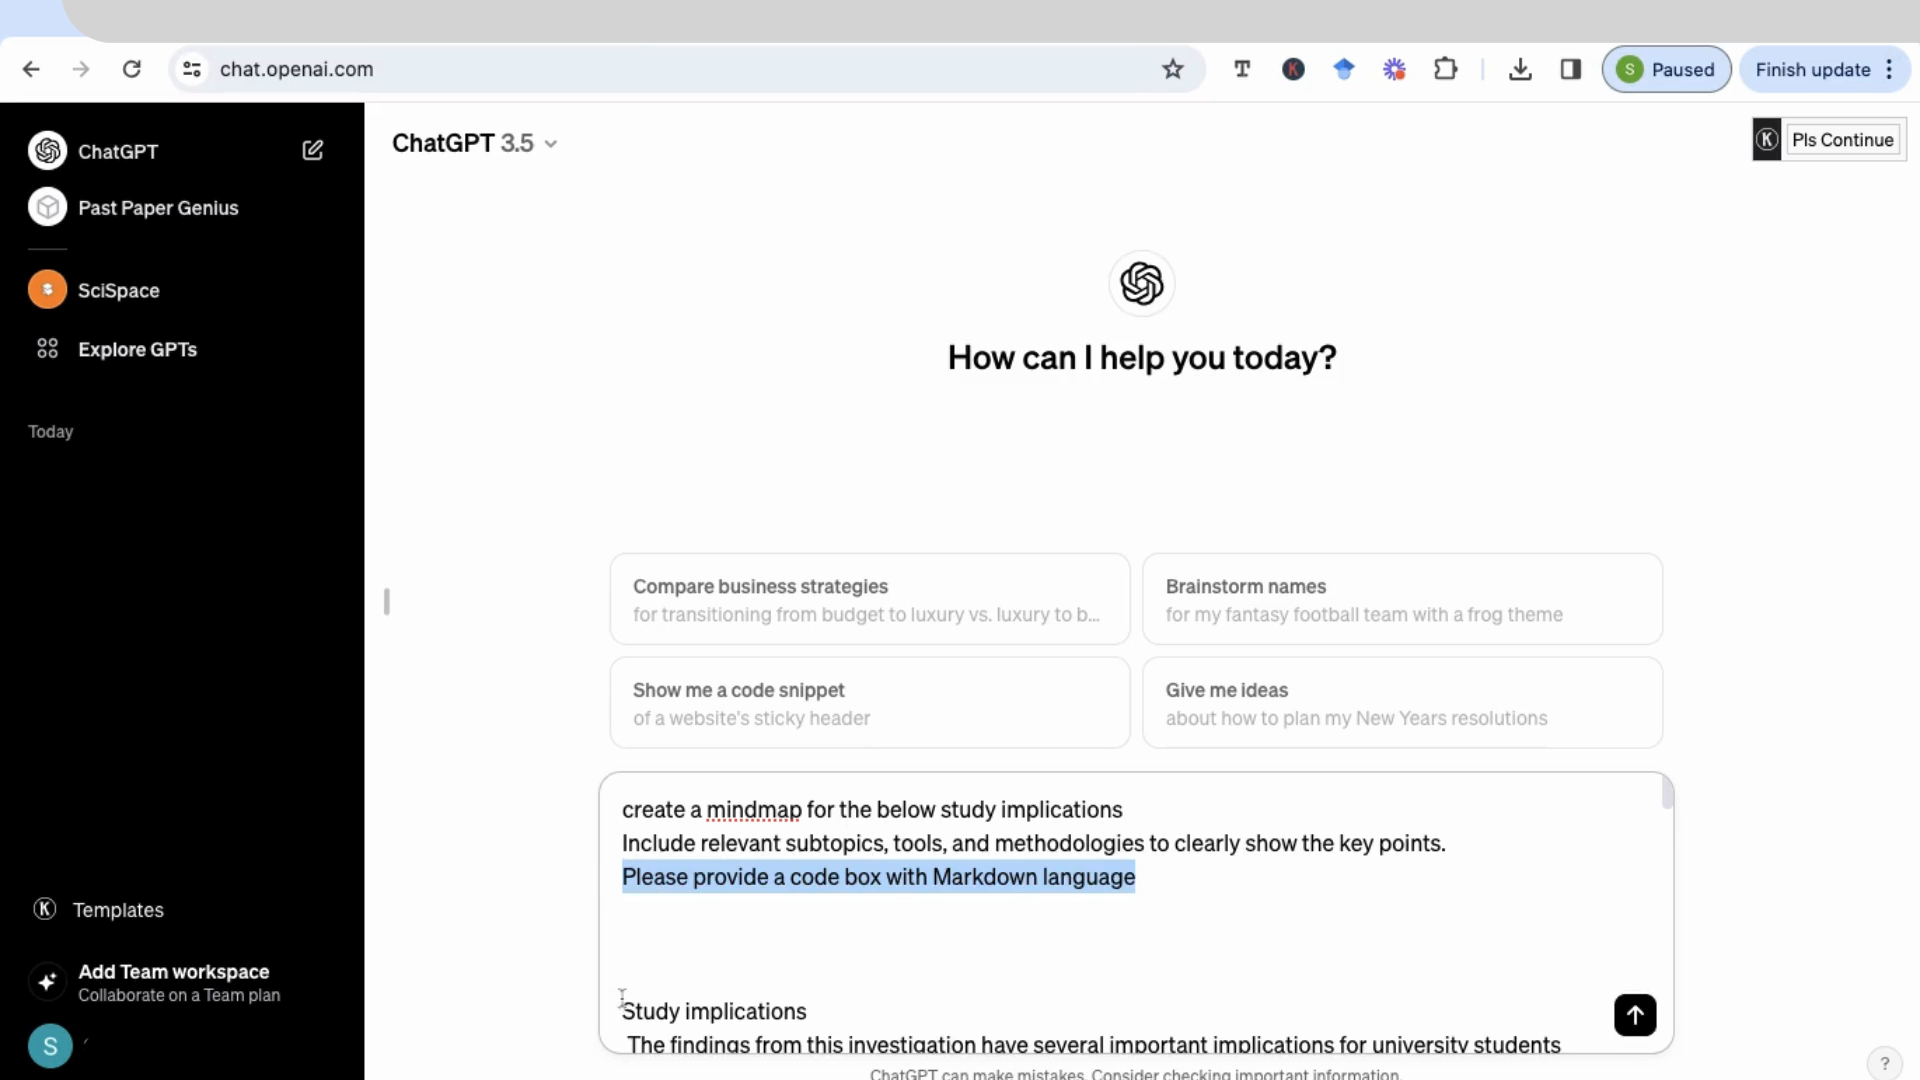 chat.openai.com
T
K
S Paused
Finish update
ChatGPT
ChatGPT 3.5
K Pls Continue
Past Paper Genius
SciSpace
Explore GPTs
Today
How can I help you today?
Compare business strategies
for transitioning from budget to luxury vs. luxury to b...
Brainstorm names
for my fantasy football team with a frog theme
Show me a code snippet
of a website's sticky header
Give me ideas
about how to plan my New Years resolutions
create a mindmap for the below study implications
Include relevant subtopics, tools, and methodologies to clearly show the key points.
Please provide a code box with Markdown language
Study implications
The findings from this investigation have several important implications for university students
K Templates
Add Team workspace
Collaborate on a Team plan
S
ChatGPT can make mistakes. Consider checking important information.
?